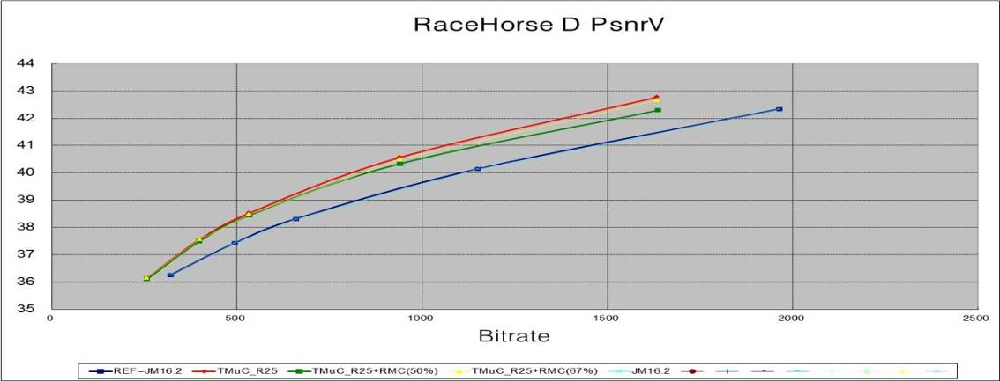 RaceHorse D PsnrV
44
43
42
41
40
39
38
37
36
35
0 500 1000 1500 2000 2500
Bitrate
REF=JM16.2 TMuC_R25 TMuC_R25+RMC(50%) TMuC_R25+RMC(67%) JM16.2